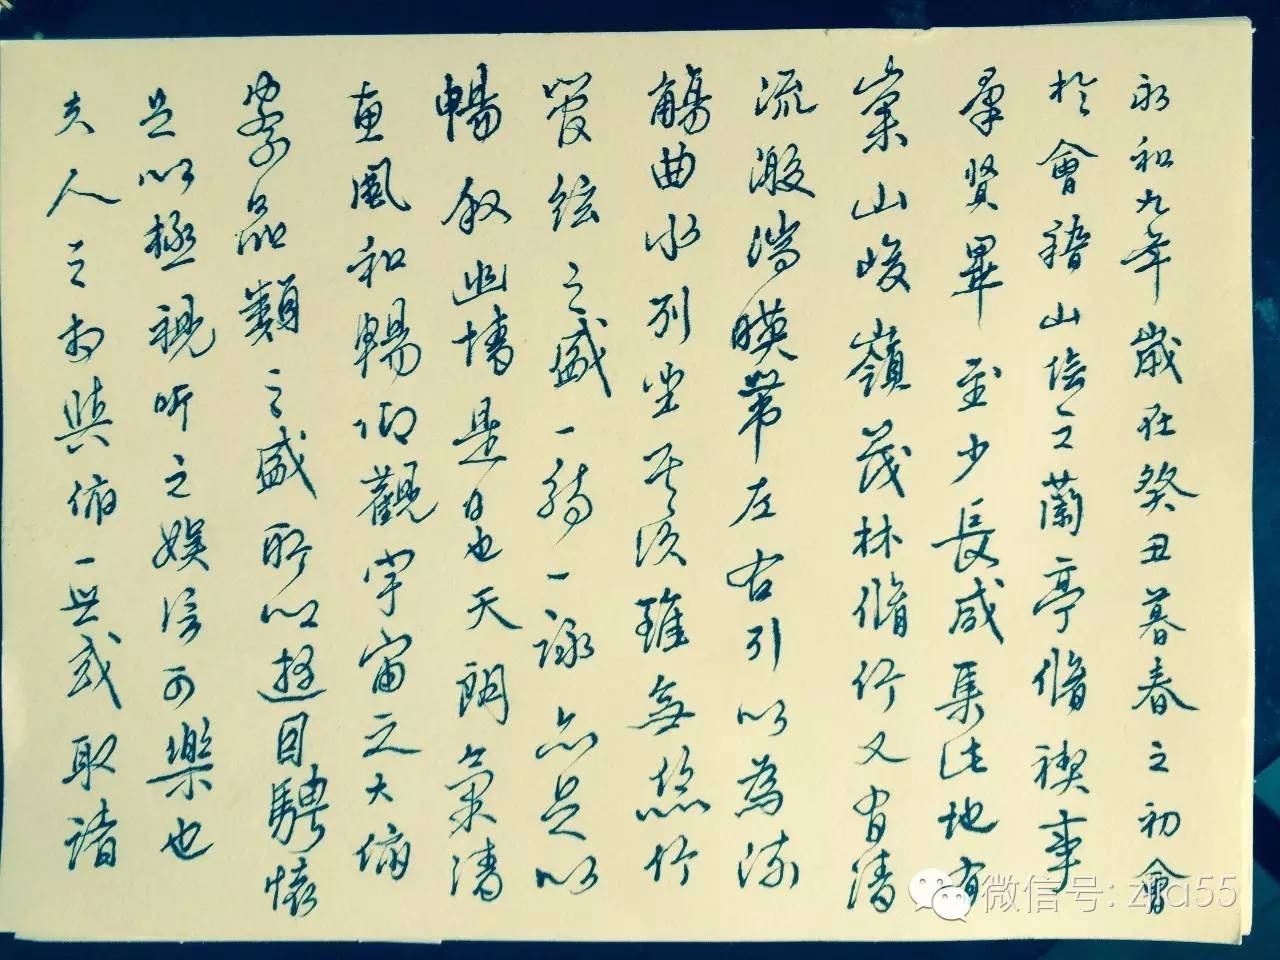 永和九年歲在癸丑暮春之初會
於會稽山陰之蘭亭脩禊事
羣賢畢至少長咸集此地有
崇山峻嶺茂林脩竹又有清
流激湍暎帶左右引以為流
觴曲水列坐其次雖無絲竹
管絃之盛一觴一詠亦足以
暢叙幽情是日也天朗氣清
惠風和暢仰觀宇宙之大俯
察品類之盛所以遊目騁懷
足以極視听之娛信可樂也
夫人之相與俯一世或取諸
微信号: